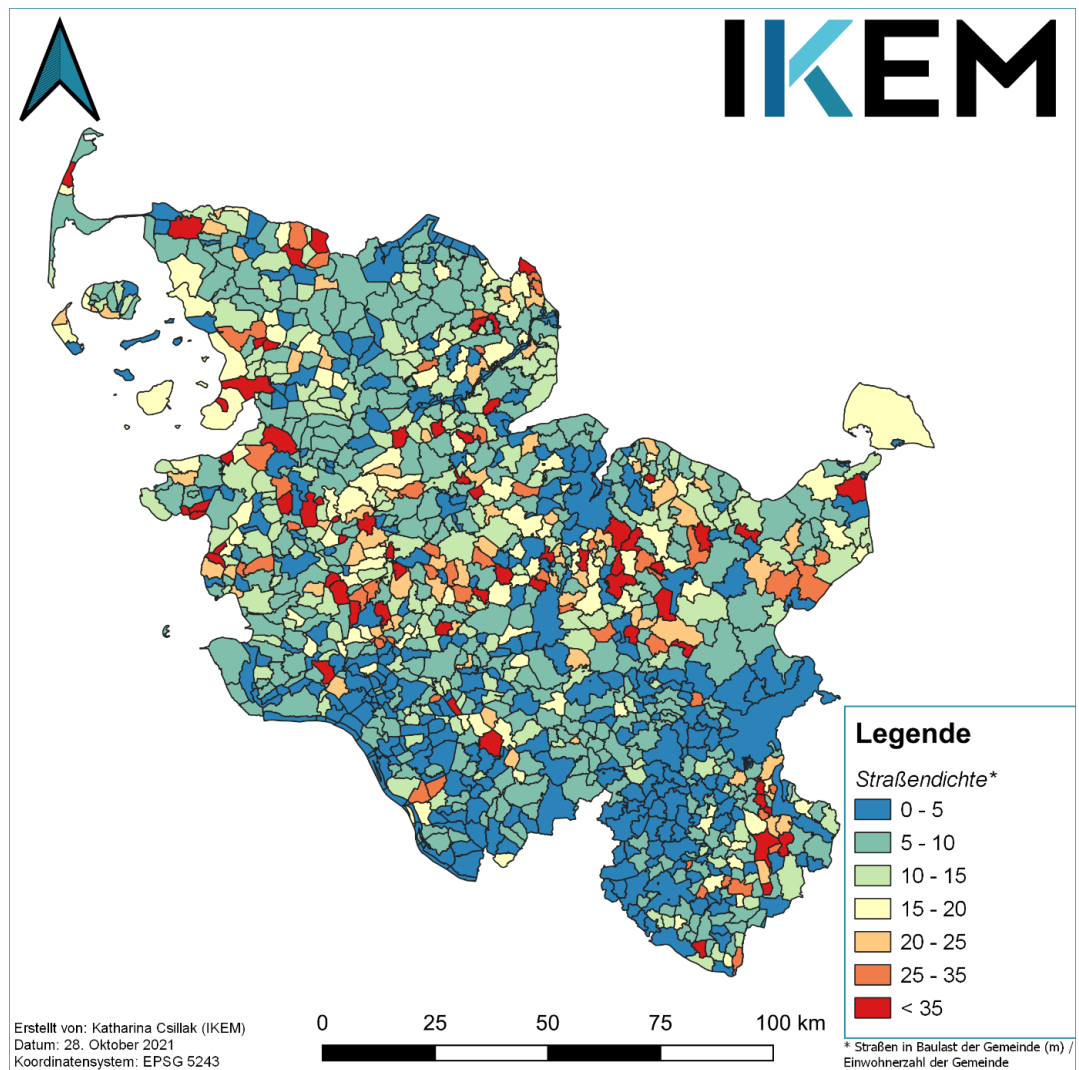 IKEM
Legende
Straßendichte*
0 - 5
5 - 10
10 - 15
15 - 20
20 - 25
25 - 35
< 35
0 25 50 75 100 km
Erstellt von: Katharina Csillak (IKEM)
Datum: 28. Oktober 2021
Koordinatensystem: EPSG 5243
* Straßen in Baulast der Gemeinde (m) /
Einwohnerzahl der Gemeinde